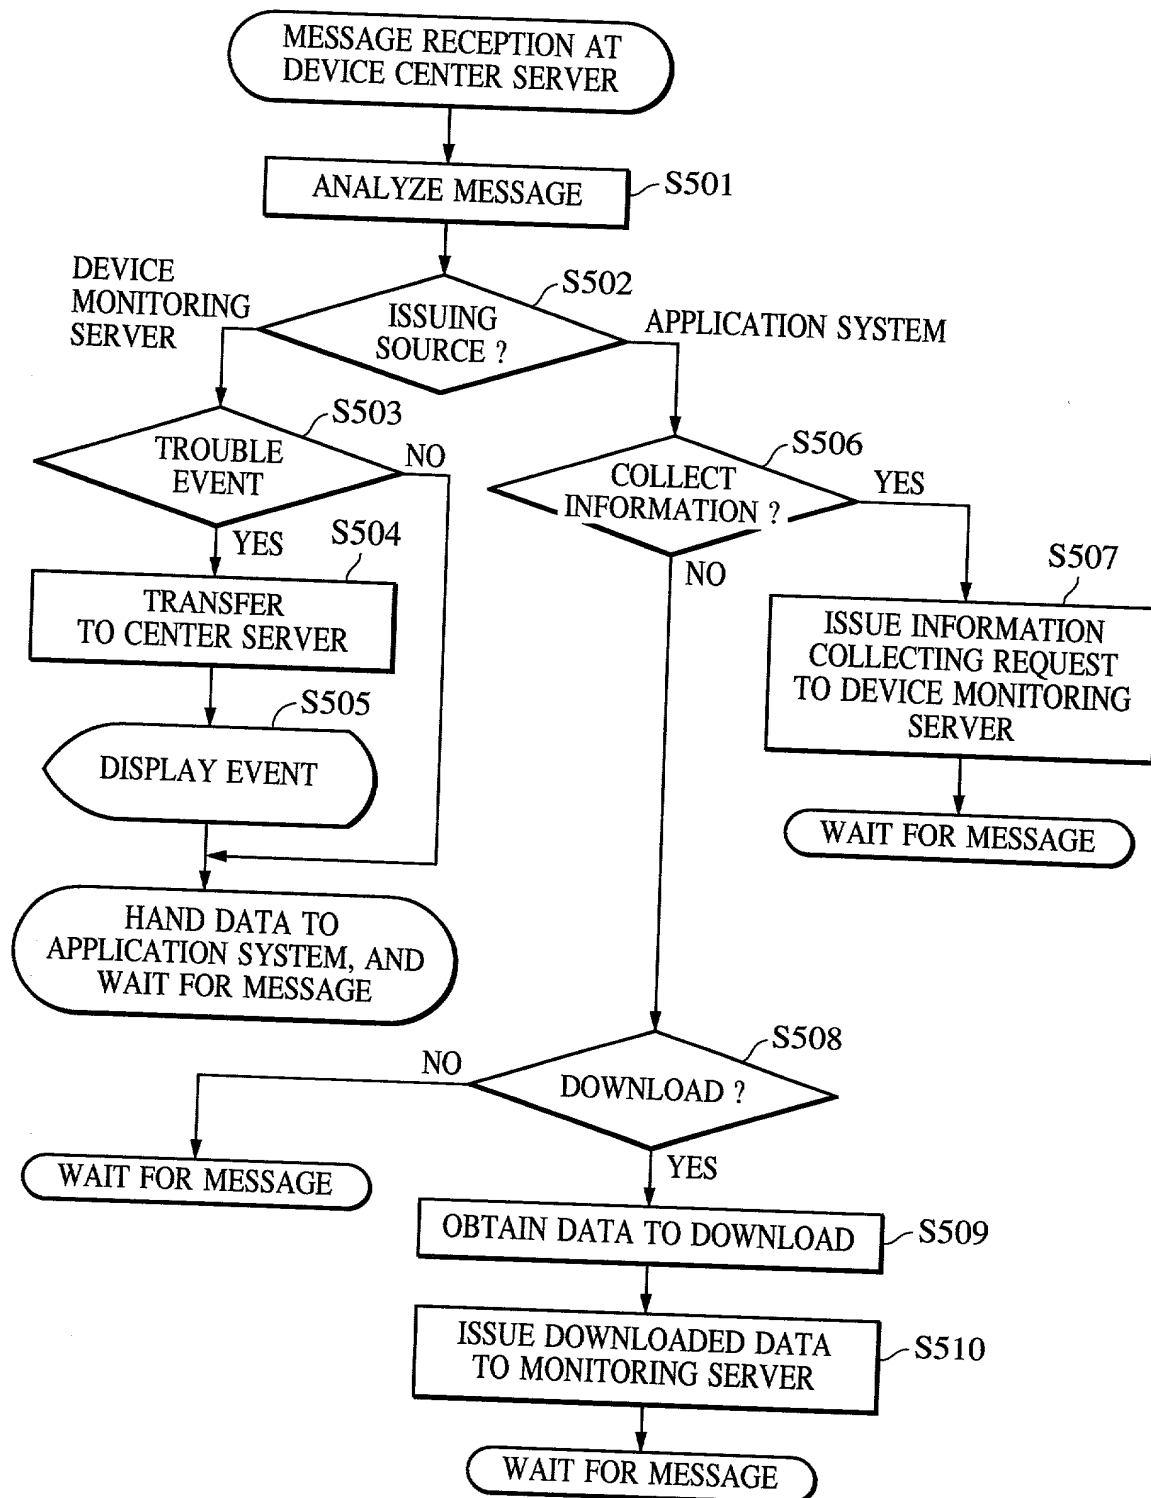 MESSAGE RECEPTION AT
DEVICE CENTER SERVER
ANALYZE MESSAGE
S501
S502
DEVICE
MONITORING
SERVER
ISSUING
SOURCE ?
APPLICATION SYSTEM
S503
TROUBLE
EVENT
NO
YES
S504
TRANSFER
TO CENTER SERVER
S505
DISPLAY EVENT
HAND DATA TO
APPLICATION SYSTEM, AND
WAIT FOR MESSAGE
S506
COLLECT
INFORMATION ?
YES
NO
S507
ISSUE INFORMATION
COLLECTING REQUEST
TO DEVICE MONITORING
SERVER
WAIT FOR MESSAGE
S508
DOWNLOAD ?
NO
WAIT FOR MESSAGE
YES
OBTAIN DATA TO DOWNLOAD
S509
ISSUE DOWNLOADED DATA
TO MONITORING SERVER
S510
WAIT FOR MESSAGE